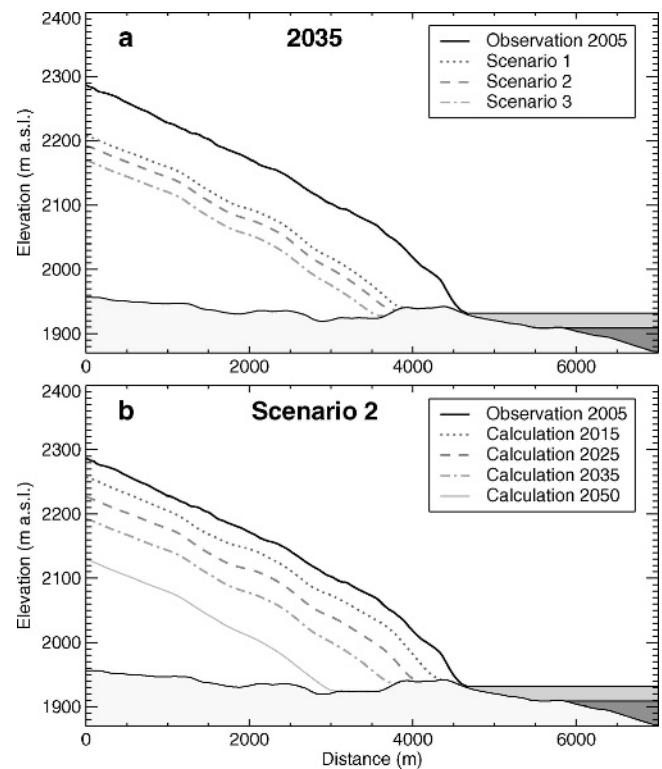 2400
a 2035
Observation 2005
Scenario 1
Scenario 2
Scenario 3
2300
2200
2100
2000
1900
Elevation (m a.s.l.)
0 2000 4000 6000
2400
b Scenario 2
Observation 2005
Calculation 2015
Calculation 2025
Calculation 2035
Calculation 2050
2300
2200
2100
2000
1900
Elevation (m a.s.l.)
0 2000 4000 6000
Distance (m)